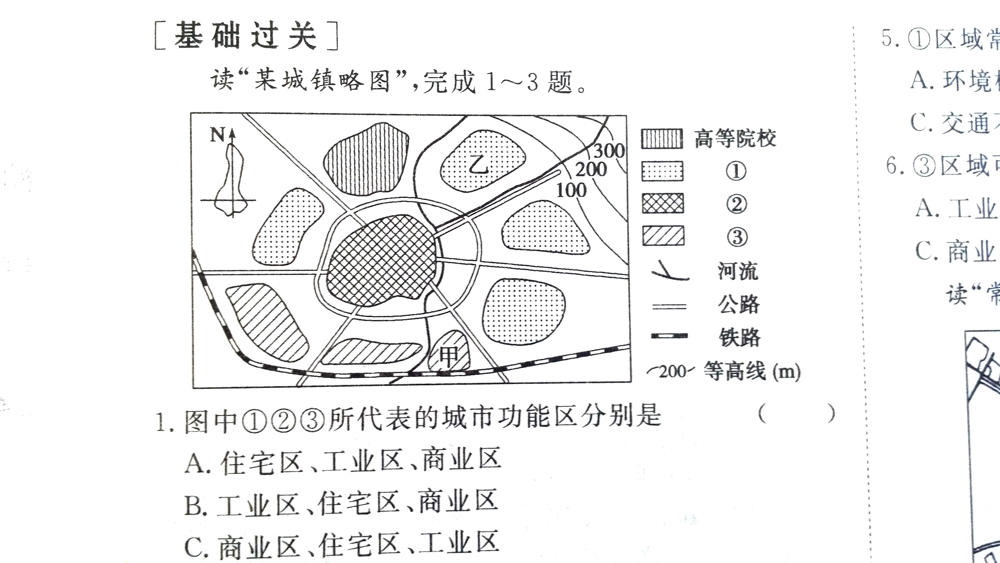 ［基础过关］
读“某城镇略图”,完成 1～3 题。
N
乙
300
200
100
甲
高等院校
①
②
③
河流
公路
铁路
200 等高线 (m)
1. 图中①②③所代表的城市功能区分别是 （　　）
A. 住宅区、工业区、商业区
B. 工业区、住宅区、商业区
C. 商业区、住宅区、工业区
5. ①区域常
A. 环境
C. 交通
6. ③区域可
A. 工业
C. 商业
读“常